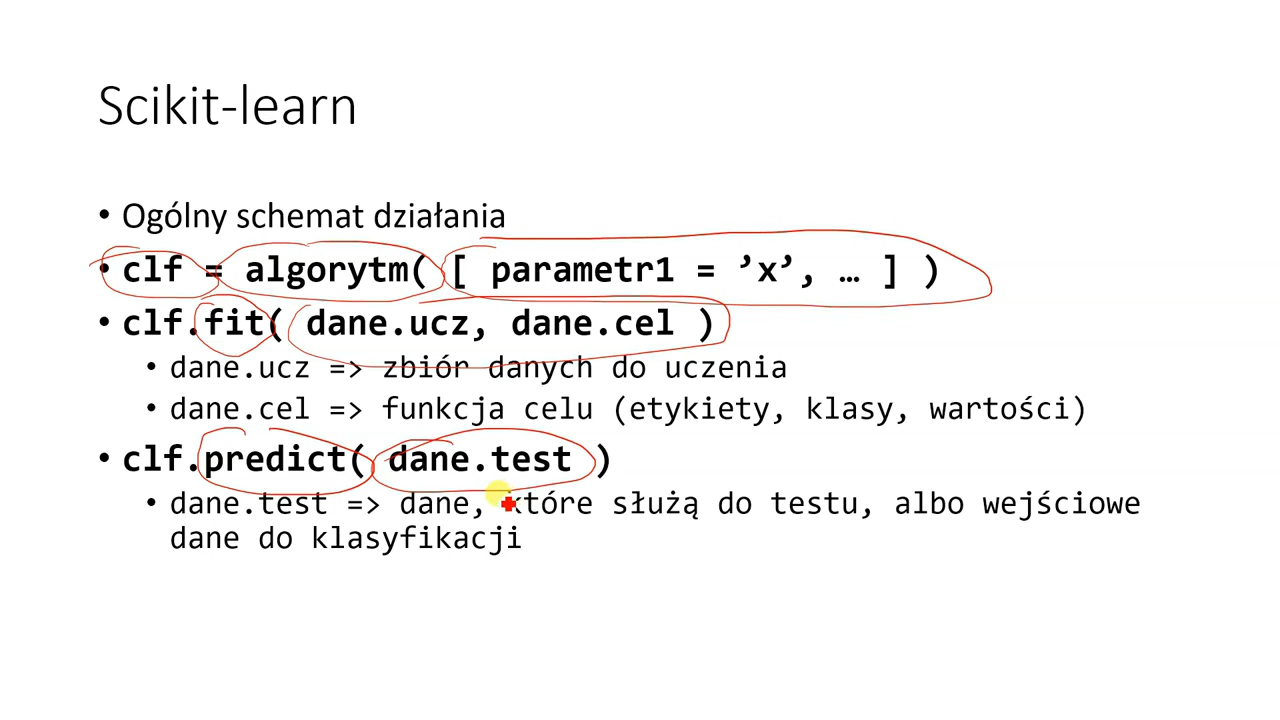 Scikit-learn
• Ogólny schemat działania
• clf = algorytm( [ parametr1 = ’x’, … ] )
• clf.fit( dane.ucz, dane.cel )
• dane.ucz => zbiór danych do uczenia
• dane.cel => funkcja celu (etykiety, klasy, wartości)
• clf.predict( dane.test )
• dane.test => dane, które służą do testu, albo wejściowe
dane do klasyfikacji